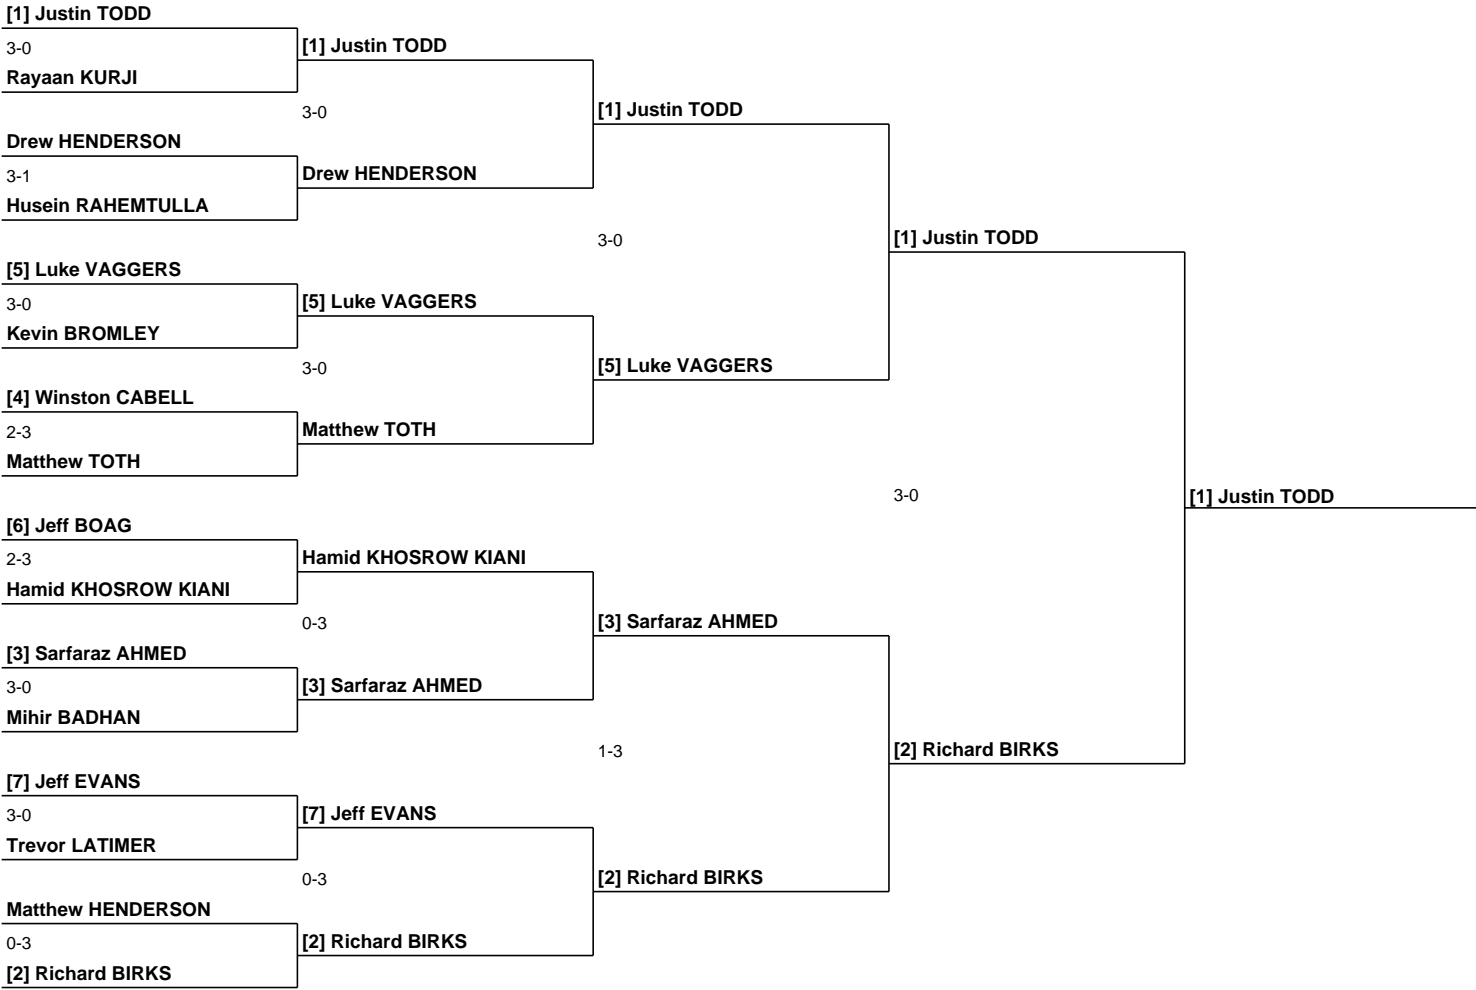 [1] Justin TODD
3-0
[1] Justin TODD
Rayaan KURJI
3-0
[1] Justin TODD
Drew HENDERSON
3-1
Drew HENDERSON
Husein RAHEMTULLA
3-0
[1] Justin TODD
[5] Luke VAGGERS
3-0
[5] Luke VAGGERS
Kevin BROMLEY
3-0
[5] Luke VAGGERS
[4] Winston CABELL
2-3
Matthew TOTH
Matthew TOTH
3-0
[1] Justin TODD
[6] Jeff BOAG
2-3
Hamid KHOSROW KIANI
Hamid KHOSROW KIANI
0-3
[3] Sarfaraz AHMED
[3] Sarfaraz AHMED
3-0
[3] Sarfaraz AHMED
Mihir BADHAN
1-3
[2] Richard BIRKS
[7] Jeff EVANS
3-0
[7] Jeff EVANS
Trevor LATIMER
0-3
[2] Richard BIRKS
Matthew HENDERSON
0-3
[2] Richard BIRKS
[2] Richard BIRKS